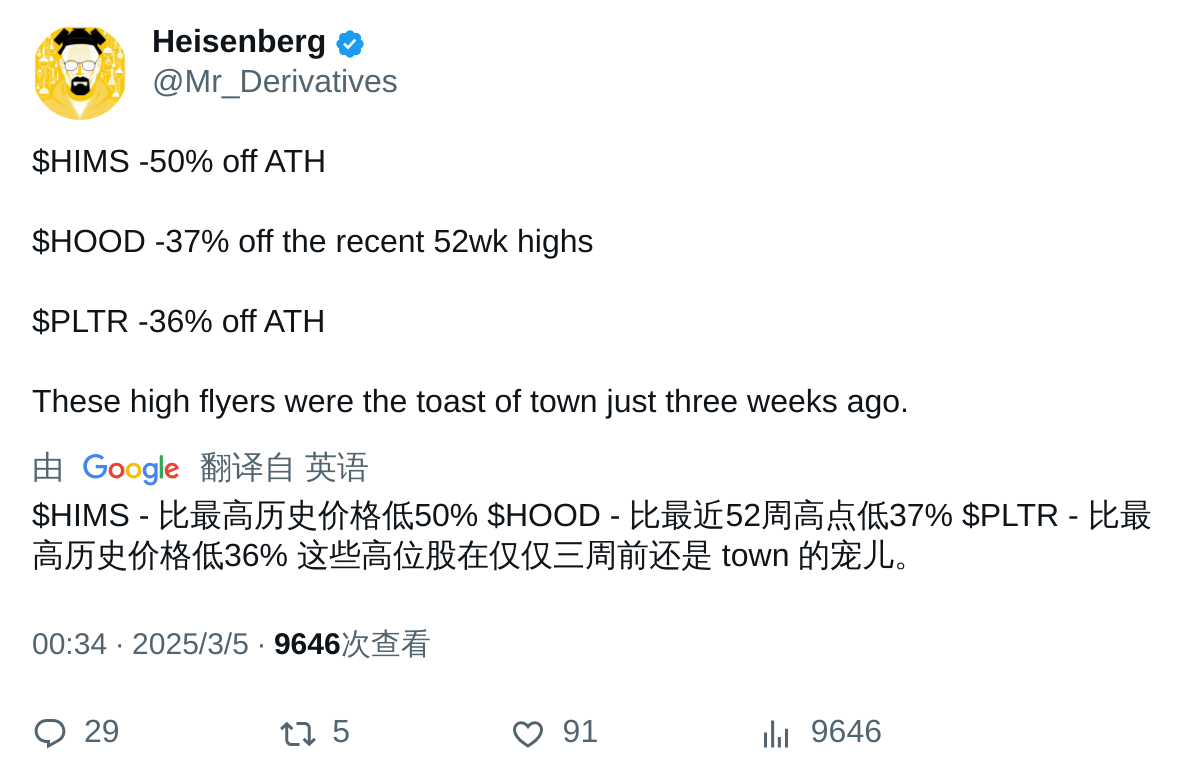 Heisenberg
@Mr_Derivatives
$HIMS -50% off ATH
$HOOD -37% off the recent 52wk highs
$PLTR -36% off ATH
These high flyers were the toast of town just three weeks ago.
由 Google 翻译自 英语
$HIMS - 比最高历史价格低50% $HOOD - 比最近52周高点低37% $PLTR - 比最
高历史价格低36% 这些高位股在仅仅三周前还是 town 的宠儿。
00:34 · 2025/3/5 · 9646次查看
29 5 91 9646